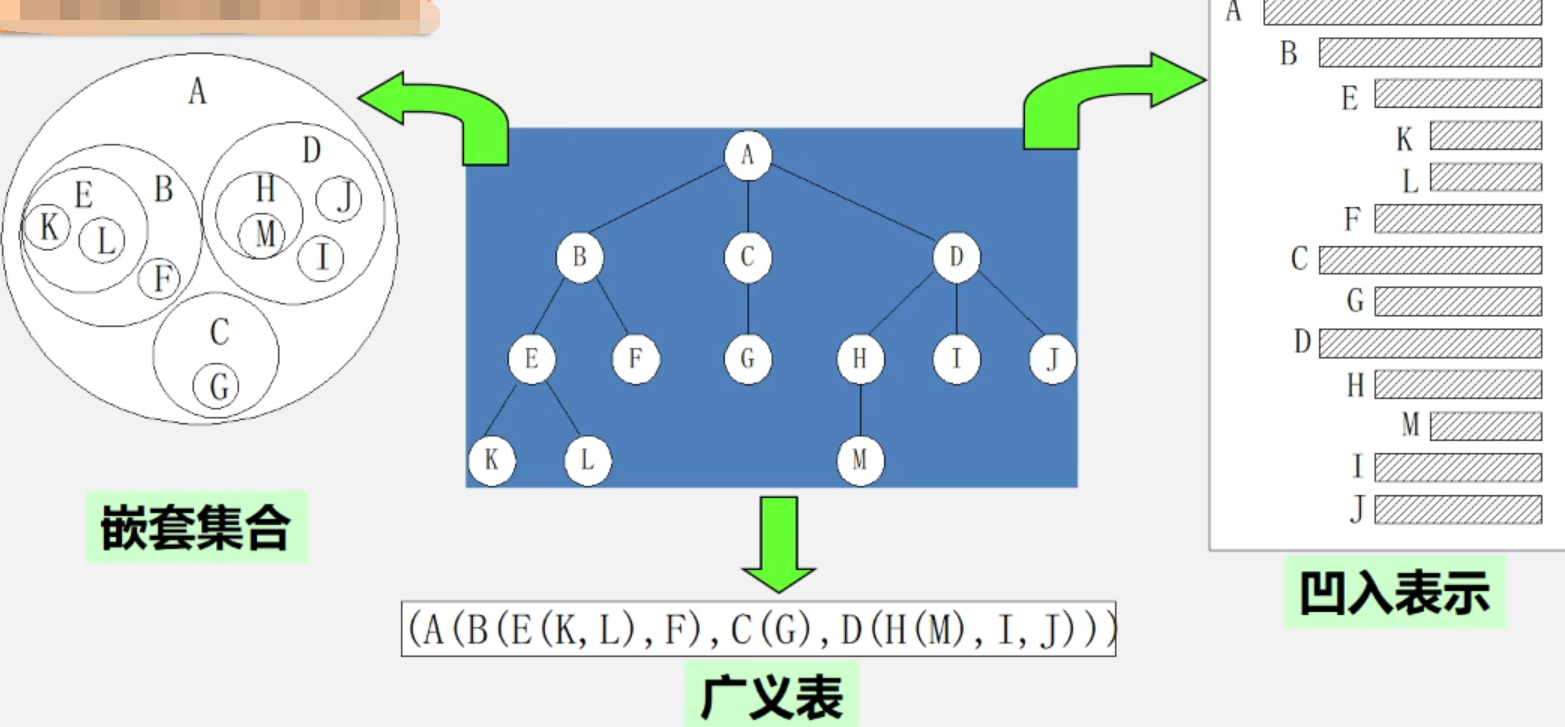 A
D
H
J
M
I
E
B
K
L
F
C
G
嵌套集合
A
B
C
D
E
F
G
H
I
J
K
L
M
(A(B(E(K,L),F),C(G),D(H(M),I,J)))
广义表
A
B
E
K
L
F
C
G
D
H
M
I
J
凹入表示